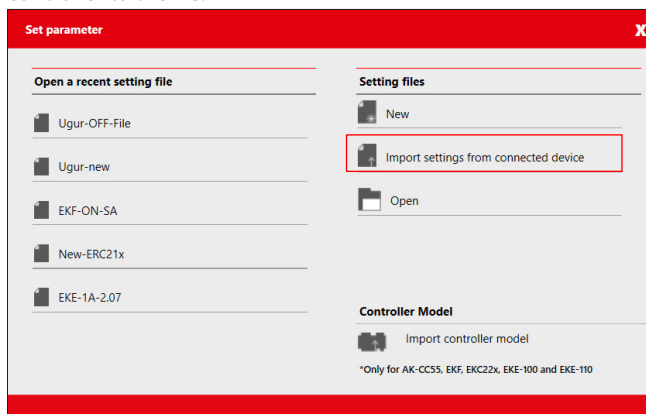 Set parameter
X
Open a recent setting file
Ugur-OFF-File
Ugur-new
EKF-ON-SA
New-ERC21x
EKE-1A-2.07
Setting files
New
Import settings from connected device
Open
Controller Model
Import controller model
*Only for AK-CC55, EKF, EKC22x, EKE-100 and EKE-110